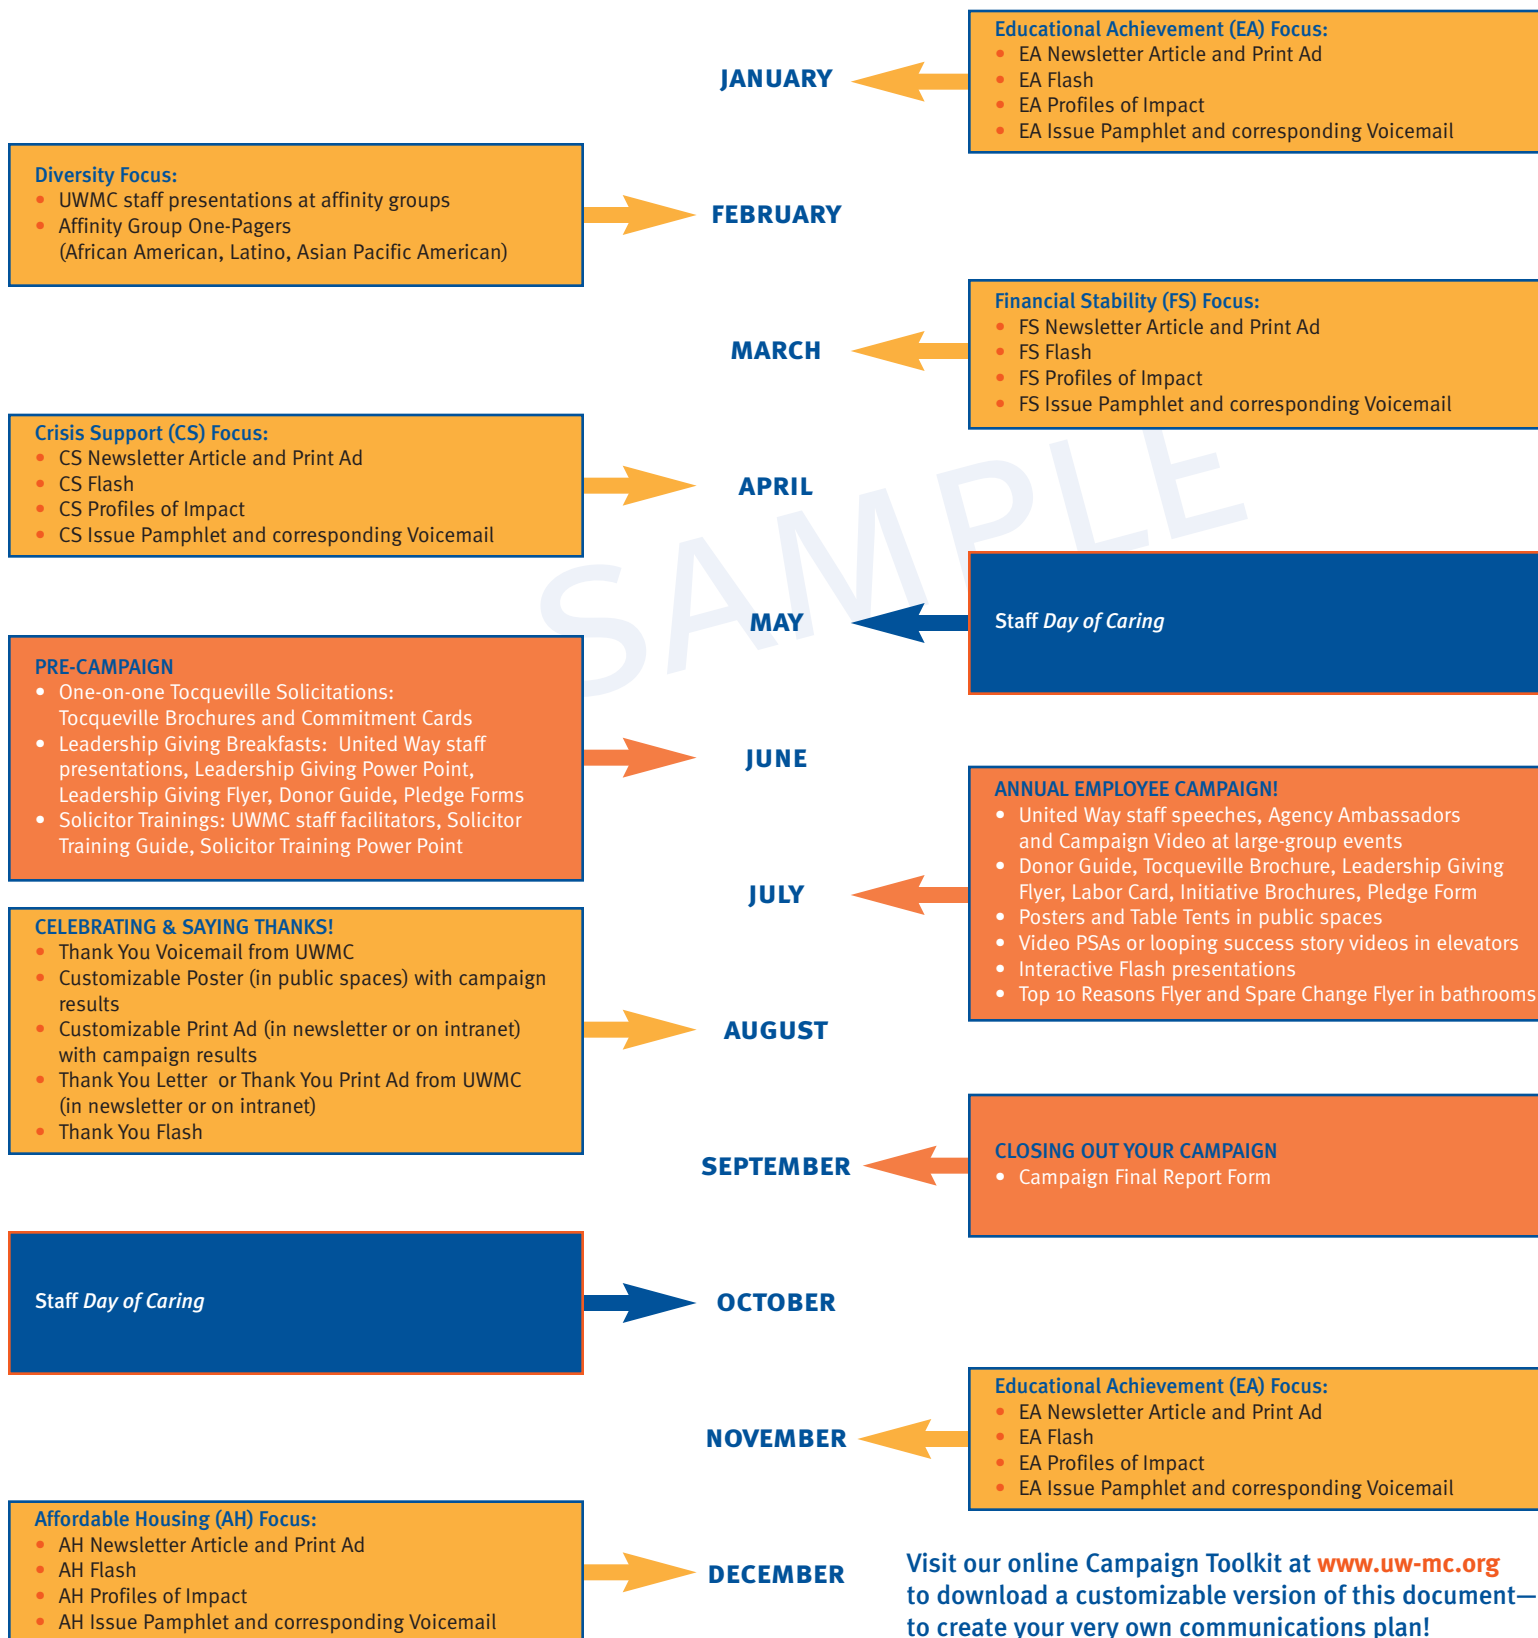 JANUARY
Educational Achievement (EA) Focus:
• EA Newsletter Article and Print Ad
• EA Flash
• EA Profiles of Impact
• EA Issue Pamphlet and corresponding Voicemail
Diversity Focus:
• UWMC staff presentations at affinity groups
• Affinity Group One-Pagers
(African American, Latino, Asian Pacific American)
FEBRUARY
MARCH
Financial Stability (FS) Focus:
• FS Newsletter Article and Print Ad
• FS Flash
• FS Profiles of Impact
• FS Issue Pamphlet and corresponding Voicemail
Crisis Support (CS) Focus:
• CS Newsletter Article and Print Ad
• CS Flash
• CS Profiles of Impact
• CS Issue Pamphlet and corresponding Voicemail
APRIL
SAMPLE
MAY
Staff Day of Caring
PRE-CAMPAIGN
• One-on-one Tocqueville Solicitations:
Tocqueville Brochures and Commitment Cards
• Leadership Giving Breakfasts: United Way staff
presentations, Leadership Giving Power Point,
Leadership Giving Flyer, Donor Guide, Pledge Forms
• Solicitor Trainings: UWMC staff facilitators, Solicitor
Training Guide, Solicitor Training Power Point
JUNE
JULY
ANNUAL EMPLOYEE CAMPAIGN!
• United Way staff speeches, Agency Ambassadors
and Campaign Video at large-group events
• Donor Guide, Tocqueville Brochure, Leadership Giving
Flyer, Labor Card, Initiative Brochures, Pledge Form
• Posters and Table Tents in public spaces
• Video PSAs or looping success story videos in elevators
• Interactive Flash presentations
• Top 10 Reasons Flyer and Spare Change Flyer in bathrooms
CELEBRATING & SAYING THANKS!
• Thank You Voicemail from UWMC
• Customizable Poster (in public spaces) with campaign
results
• Customizable Print Ad (in newsletter or on intranet)
with campaign results
• Thank You Letter or Thank You Print Ad from UWMC
(in newsletter or on intranet)
• Thank You Flash
AUGUST
SEPTEMBER
CLOSING OUT YOUR CAMPAIGN
• Campaign Final Report Form
Staff Day of Caring
OCTOBER
NOVEMBER
Educational Achievement (EA) Focus:
• EA Newsletter Article and Print Ad
• EA Flash
• EA Profiles of Impact
• EA Issue Pamphlet and corresponding Voicemail
Affordable Housing (AH) Focus:
• AH Newsletter Article and Print Ad
• AH Flash
• AH Profiles of Impact
• AH Issue Pamphlet and corresponding Voicemail
DECEMBER
Visit our online Campaign Toolkit at www.uw-mc.org
to download a customizable version of this document—
to create your very own communications plan!